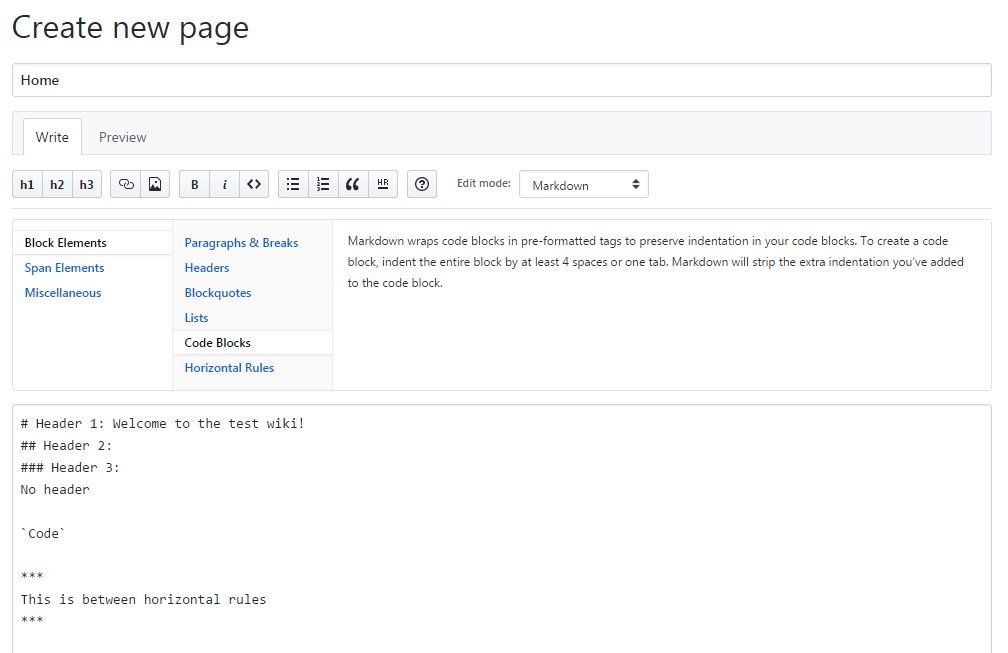 Create new page
Home
Write Preview
h1 h2 h3 B i <> HR ? Edit mode: Markdown
Block Elements
Span Elements
Miscellaneous
Paragraphs & Breaks
Headers
Blockquotes
Lists
Code Blocks
Horizontal Rules
Markdown wraps code blocks in pre-formatted tags to preserve indentation in your code blocks. To create a code
block, indent the entire block by at least 4 spaces or one tab. Markdown will strip the extra indentation you've added
to the code block.
# Header 1: Welcome to the test wiki!
## Header 2:
### Header 3:
No header
`Code`
***
This is between horizontal rules
***